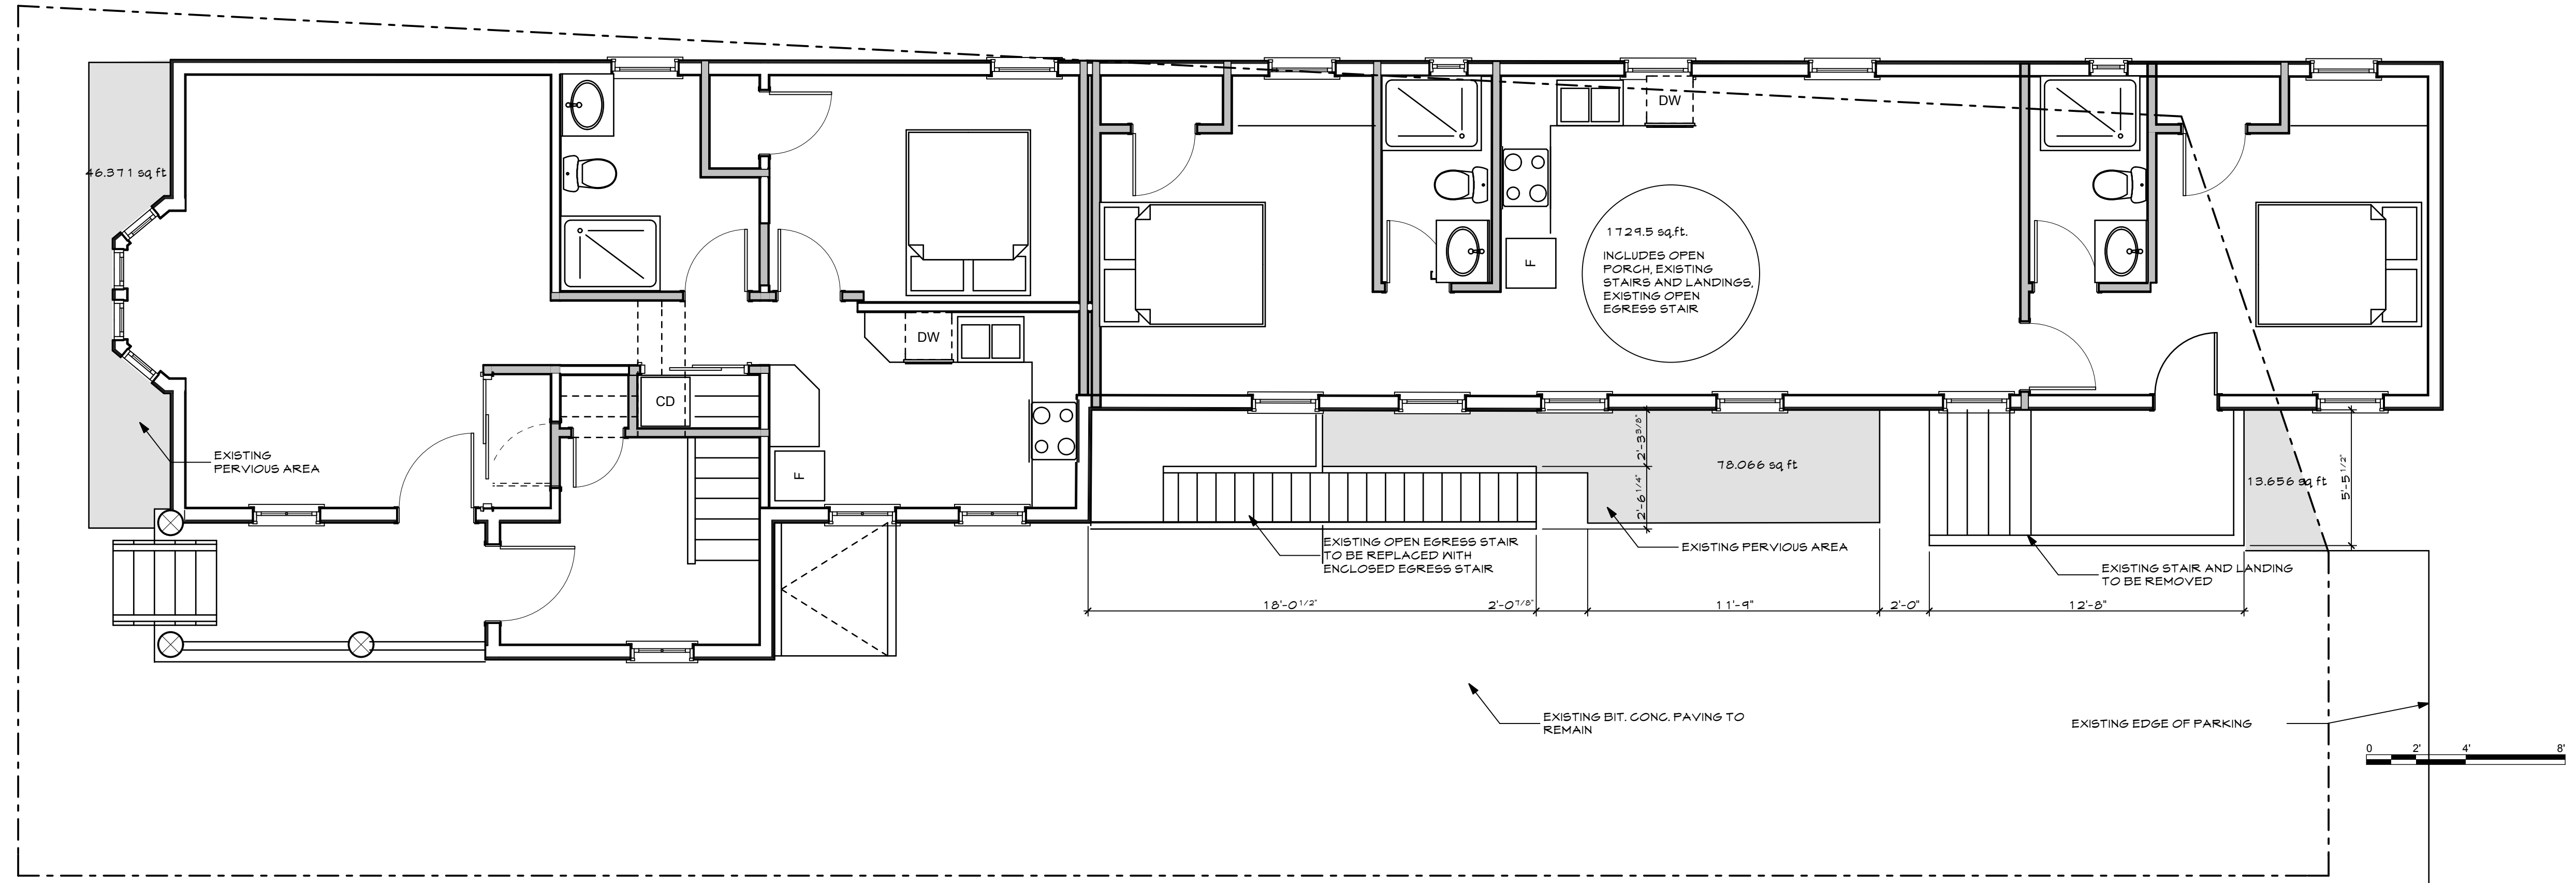 DW
46.371 sq ft
1729.5 sq.ft.
INCLUDES OPEN
PORCH, EXISTING
STAIRS AND LANDINGS,
EXISTING OPEN
EGRESS STAIR
F
DW
CD
EXISTING
PERVIOUS AREA
F
2'-3 3/8"
78.066 sq ft
13.656 sq ft
5'-5 1/2"
2'-6 1/4"
EXISTING OPEN EGRESS STAIR
TO BE REPLACED WITH
ENCLOSED EGRESS STAIR
EXISTING PERVIOUS AREA
EXISTING STAIR AND LANDING
TO BE REMOVED
18'-0 1/2"
2'-0 7/8"
11'-9"
2'-0"
12'-8"
EXISTING BIT. CONC. PAVING TO
REMAIN
EXISTING EDGE OF PARKING
0 2' 4' 8'